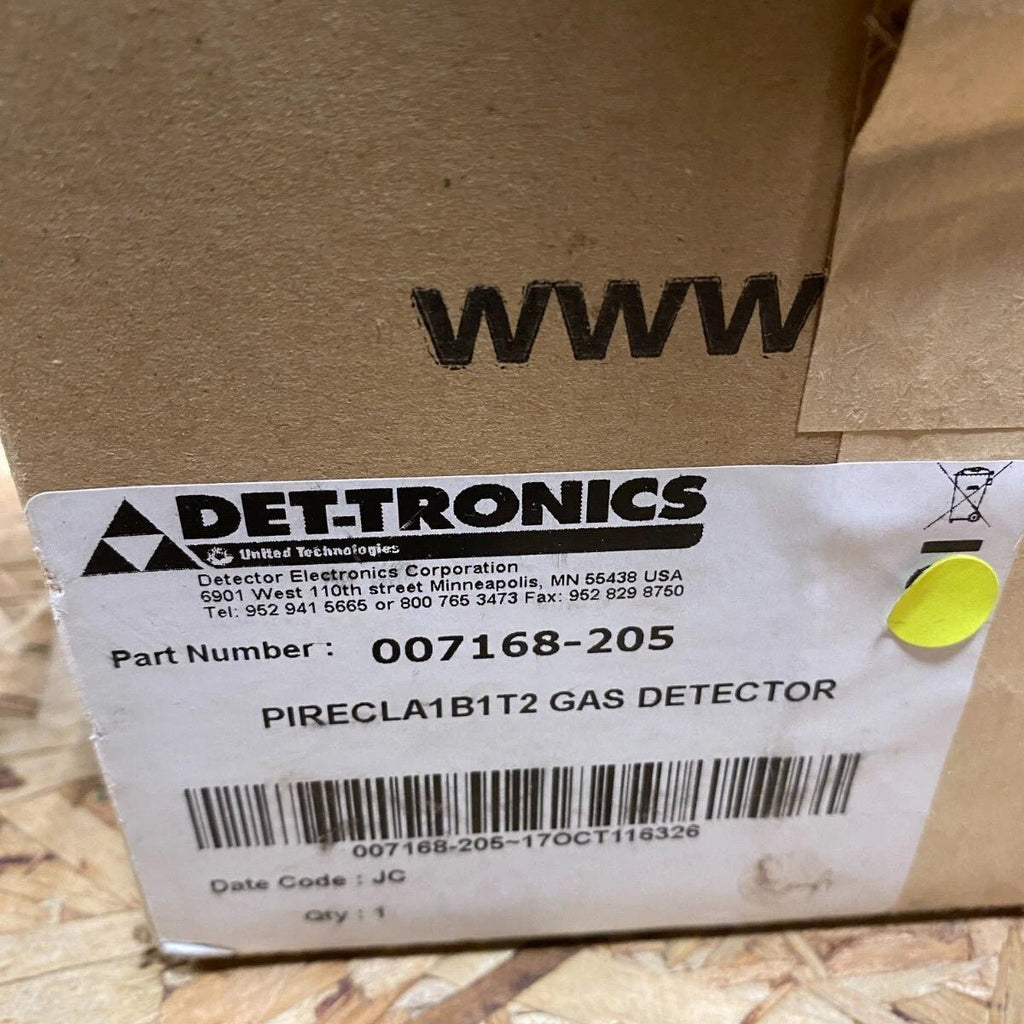 WWW
DET-TRONICS
United Technologies
Detector Electronics Corporation
6901 West 110th street Minneapolis, MN 55438 USA
Tel: 952 941 5665 or 800 765 3473 Fax: 952 829 8750
Part Number : 007168-205
PIRECLA1B1T2 GAS DETECTOR
007168-205~17OCT116326
Date Code : JC
Qty : 1